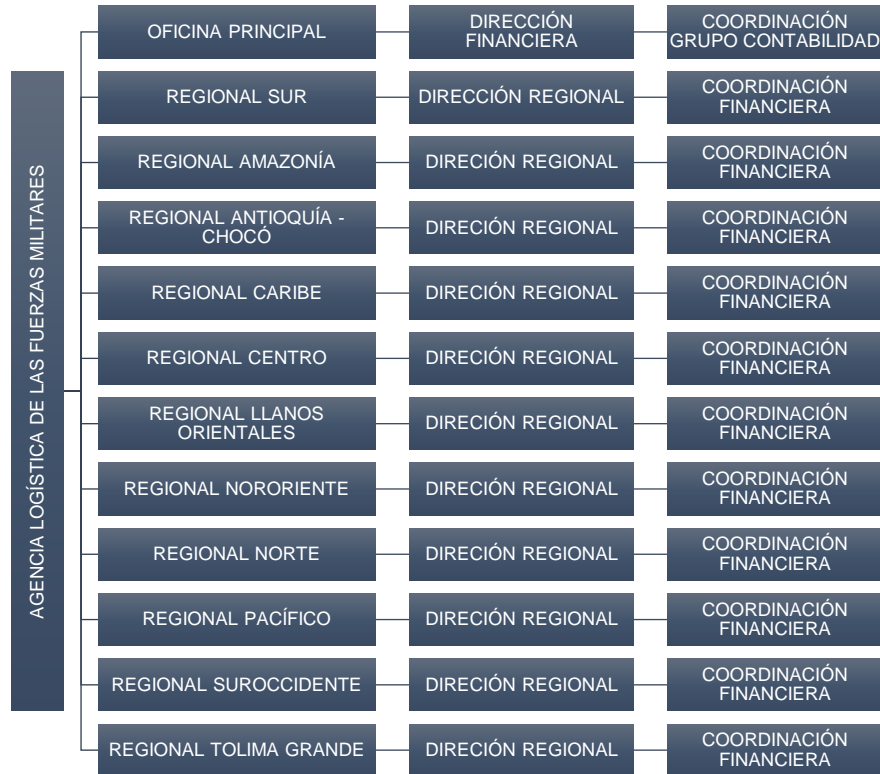 AGENCIA LOGÍSTICA DE LAS FUERZAS MILITARES
OFICINA PRINCIPAL
DIRECCIÓN
FINANCIERA
COORDINACIÓN
GRUPO CONTABILIDAD
REGIONAL SUR
DIRECCIÓN REGIONAL
COORDINACIÓN
FINANCIERA
REGIONAL AMAZONÍA
DIRECIÓN REGIONAL
COORDINACIÓN
FINANCIERA
REGIONAL ANTIOQUÍA -
CHOCÓ
DIRECIÓN REGIONAL
COORDINACIÓN
FINANCIERA
REGIONAL CARIBE
DIRECIÓN REGIONAL
COORDINACIÓN
FINANCIERA
REGIONAL CENTRO
DIRECIÓN REGIONAL
COORDINACIÓN
FINANCIERA
REGIONAL LLANOS
ORIENTALES
DIRECIÓN REGIONAL
COORDINACIÓN
FINANCIERA
REGIONAL NORORIENTE
DIRECIÓN REGIONAL
COORDINACIÓN
FINANCIERA
REGIONAL NORTE
DIRECIÓN REGIONAL
COORDINACIÓN
FINANCIERA
REGIONAL PACÍFICO
DIRECIÓN REGIONAL
COORDINACIÓN
FINANCIERA
REGIONAL SUROCCIDENTE
DIRECIÓN REGIONAL
COORDINACIÓN
FINANCIERA
REGIONAL TOLIMA GRANDE
DIRECIÓN REGIONAL
COORDINACIÓN
FINANCIERA